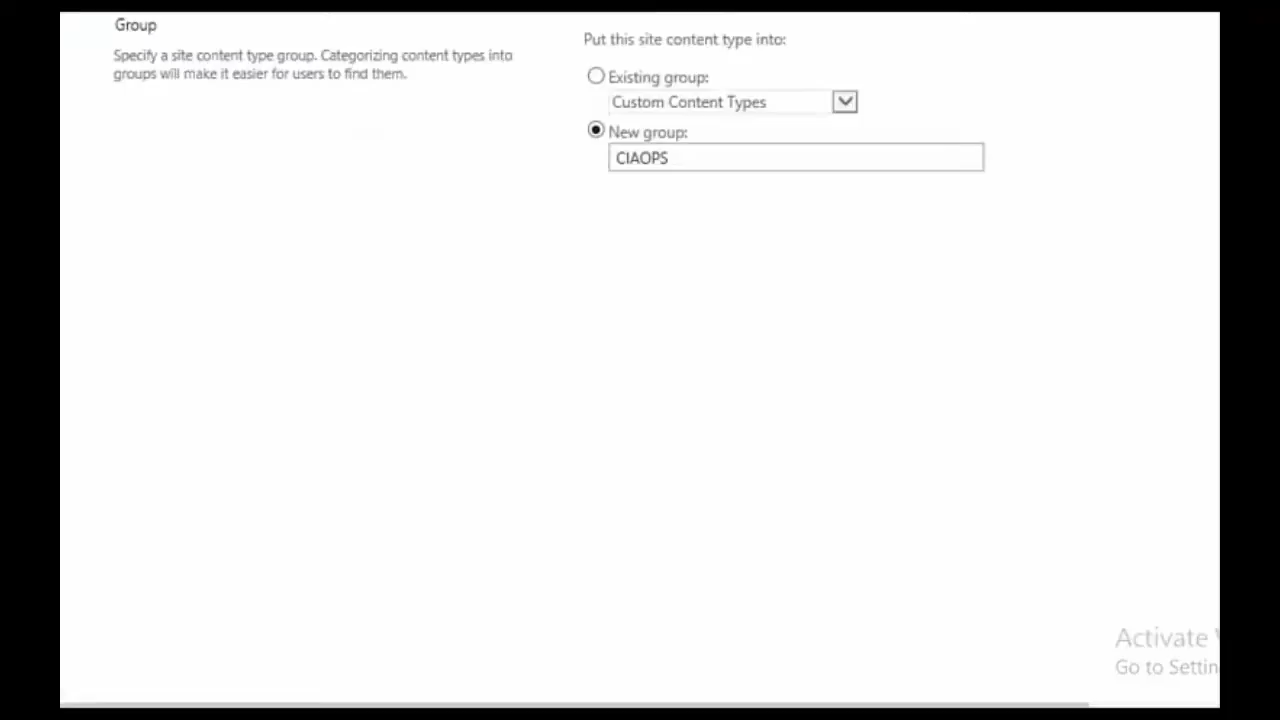 Group
Specify a site content type group. Categorizing content types into
groups will make it easier for users to find them.
Put this site content type into:
Existing group:
Custom Content Types
New group:
CIAOPS
Activate
Go to Settin